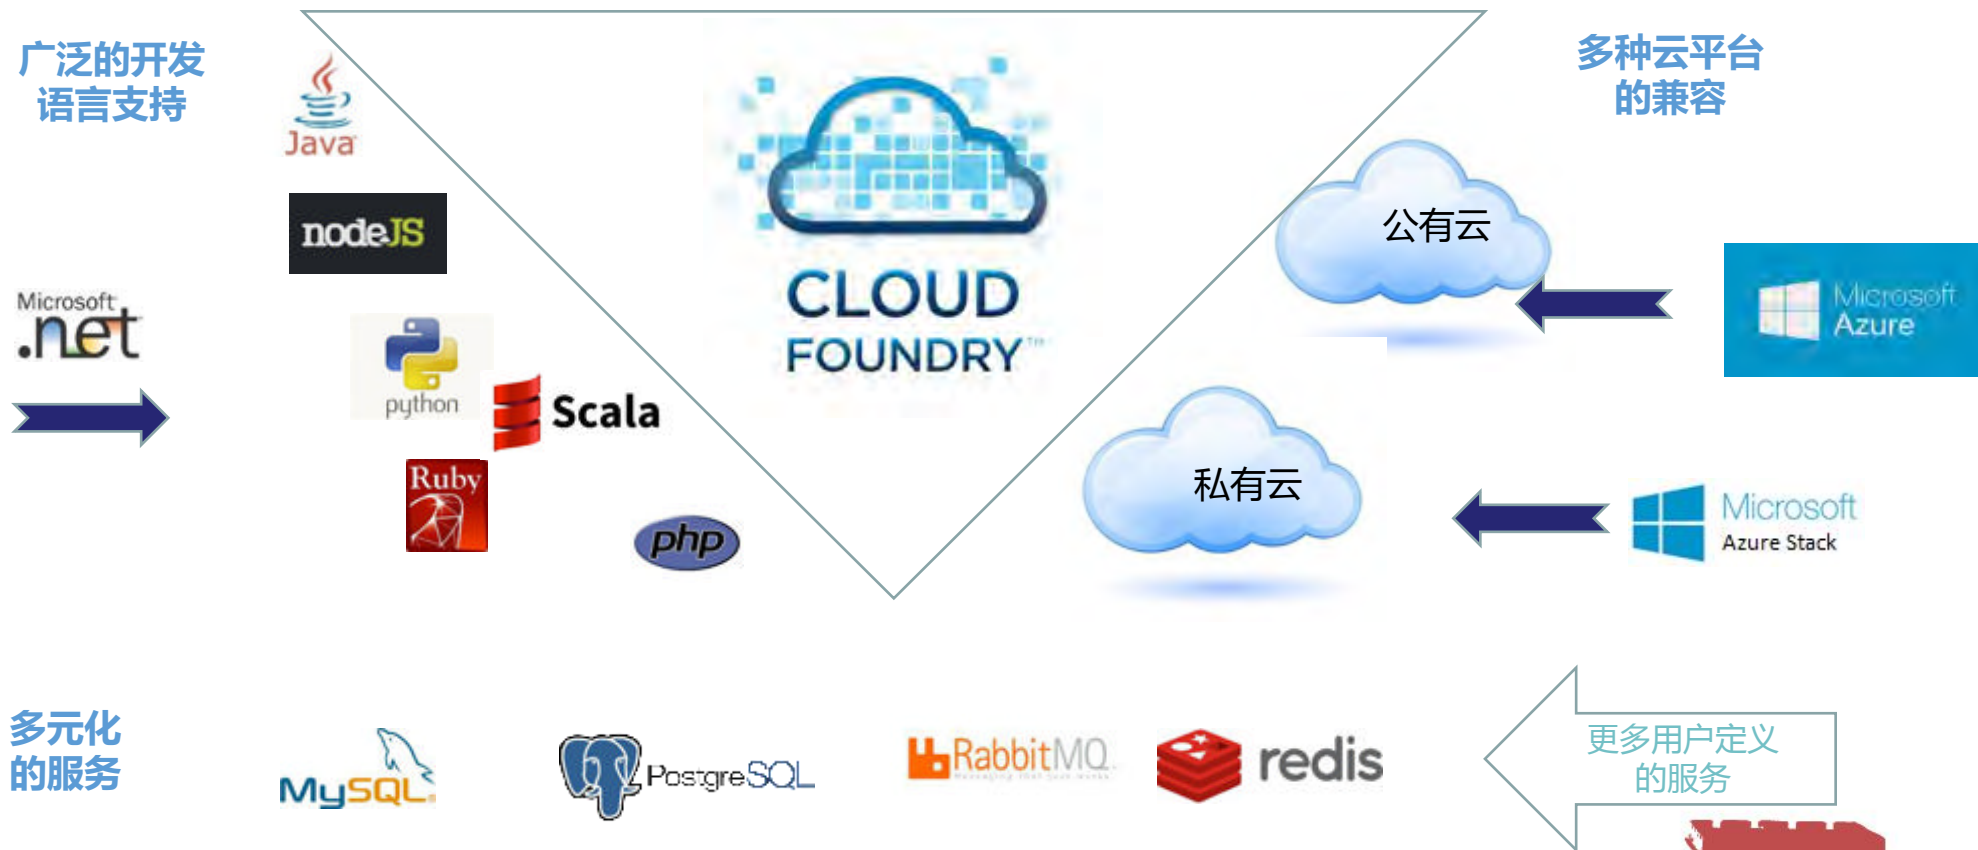 广泛的开发
语言支持
Java
nodeJS
Microsoft
.net
python
Scala
Ruby
php
CLOUD
FOUNDRY™
多种云平台
的兼容
公有云
Microsoft
Azure
私有云
Microsoft
Azure Stack
多元化
的服务
MySQL
PostgreSQL
RabbitMQ
redis
更多用户定义
的服务